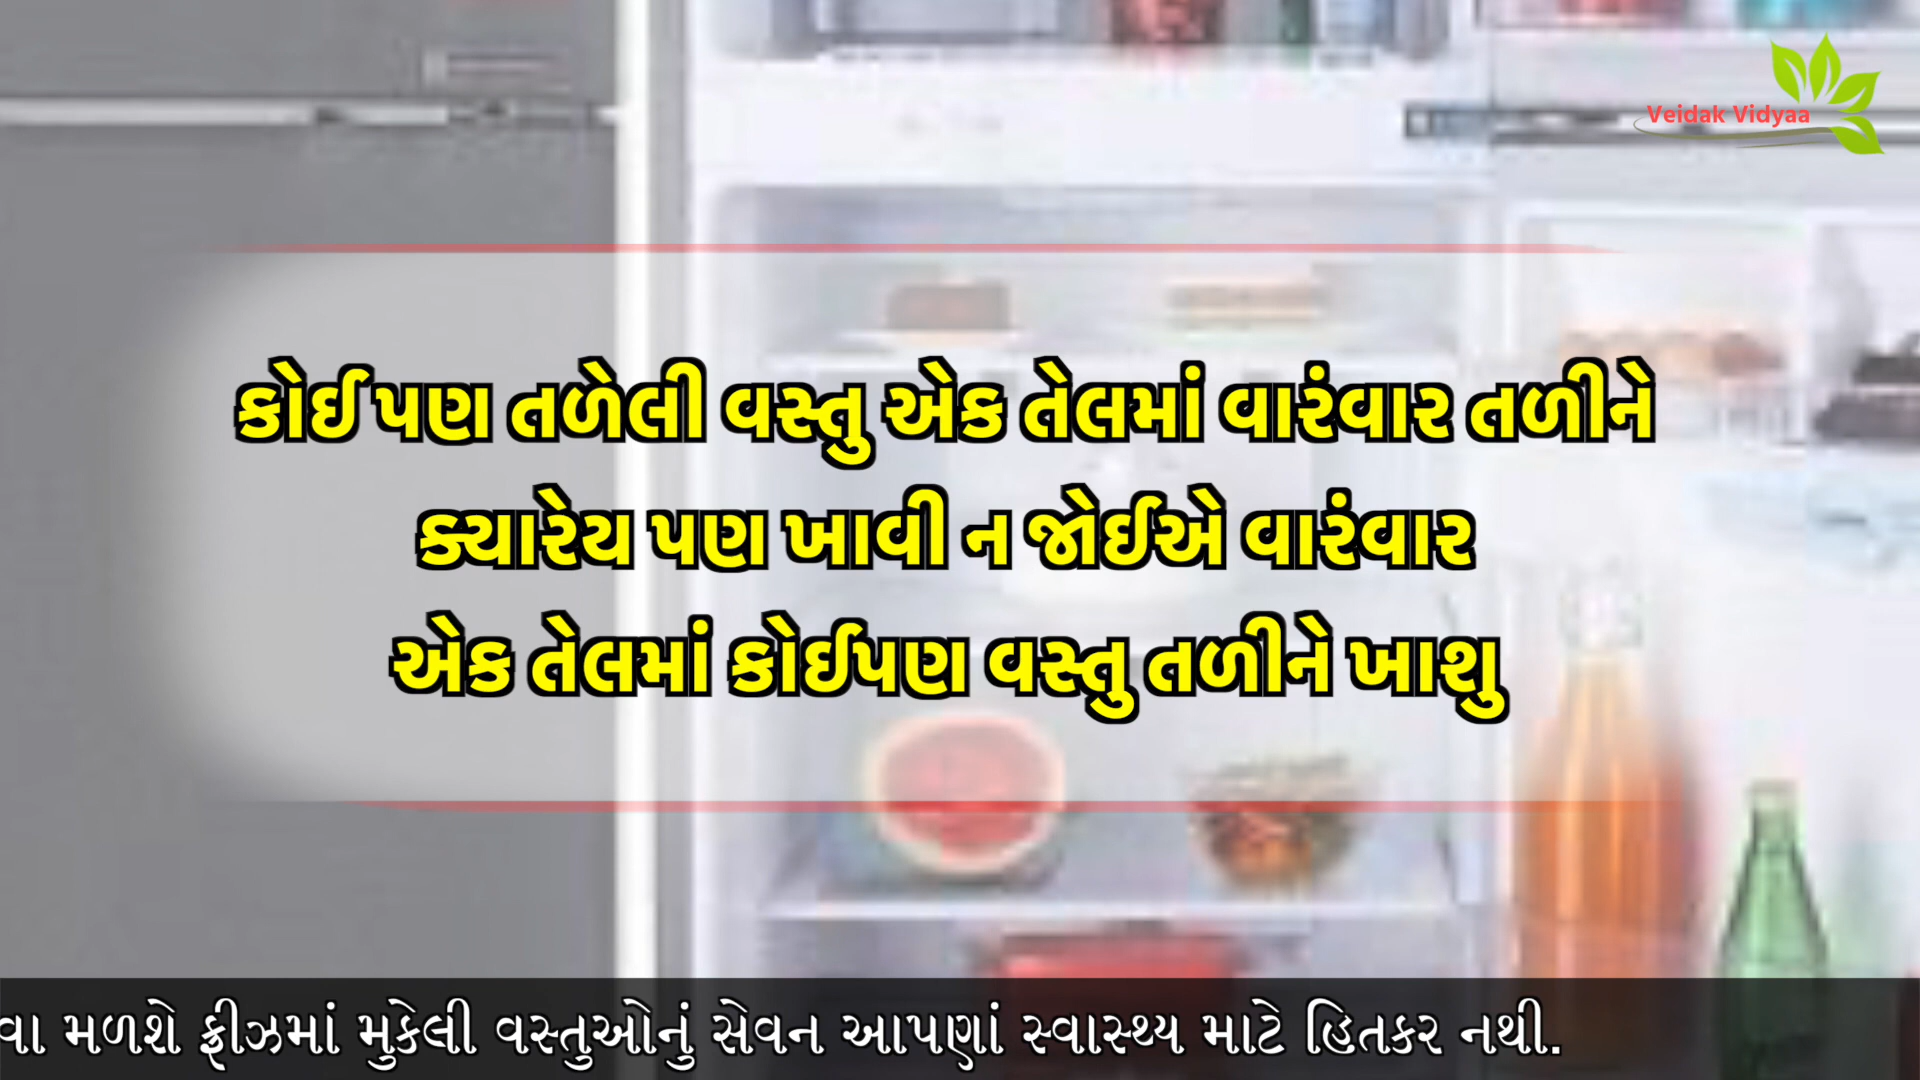 Veidak Vidyaa
કોઈ પણ તળેલી વસ્તુ એક તેલમાં વારંવાર તળીને
ક્યારેય પણ ખાવી ન જોઈએ વારંવાર
એક તેલમાં કોઈપણ વસ્તુ તળીને ખાશુ
વા મળશે ફ્રીઝમાં મુકેલી વસ્તુઓનું સેવન આપણાં સ્વાસ્થ્ય માટે હિતકર નથી.